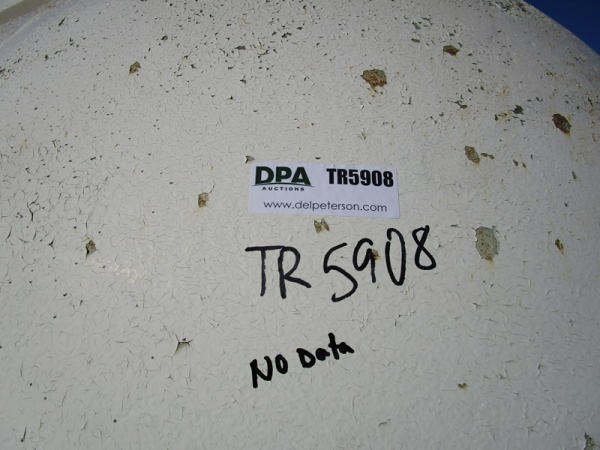 DPA TR5908
AUCTIONS
www.delpeterson.com
TR 5908
NO Data